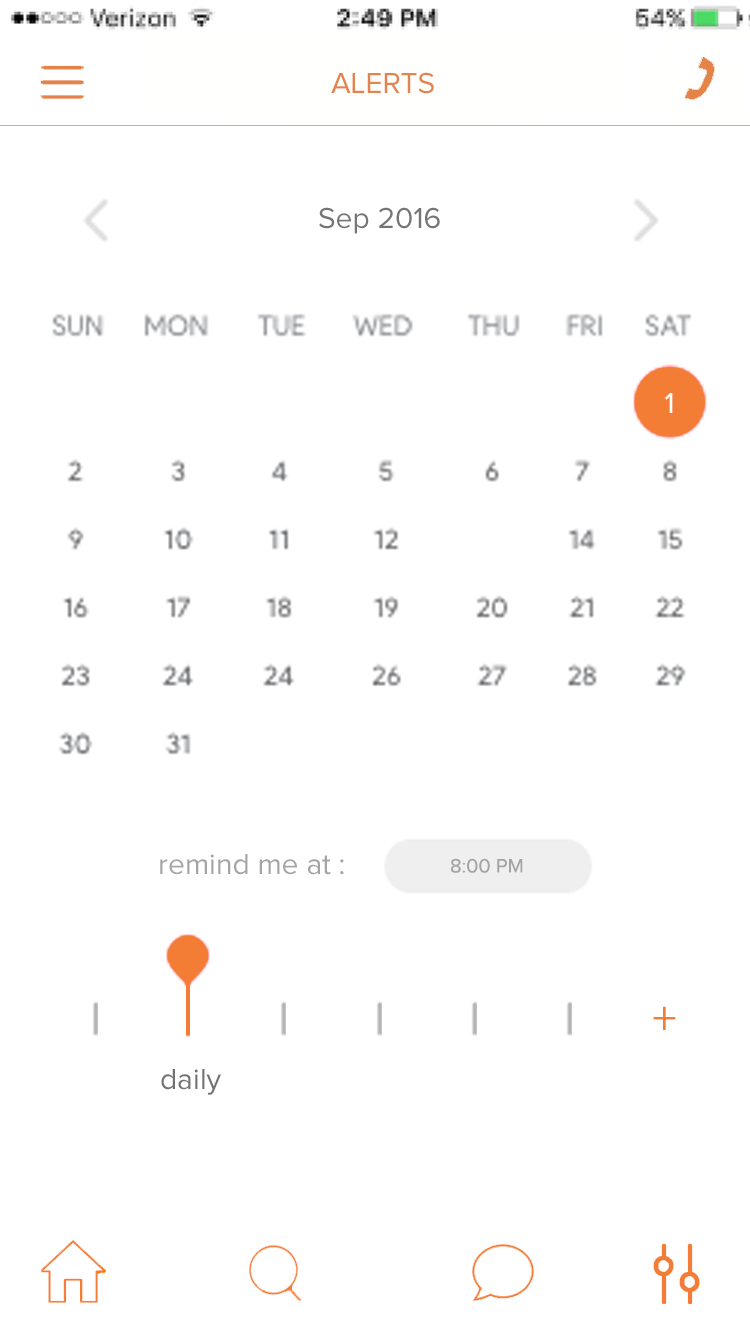 Verizon 2:49 PM 54%
ALERTS
Sep 2016
SUN MON TUE WED THU FRI SAT
1
2 3 4 5 6 7 8
9 10 11 12 14 15
16 17 18 19 20 21 22
23 24 24 26 27 28 29
30 31
remind me at : 8:00 PM
+
daily